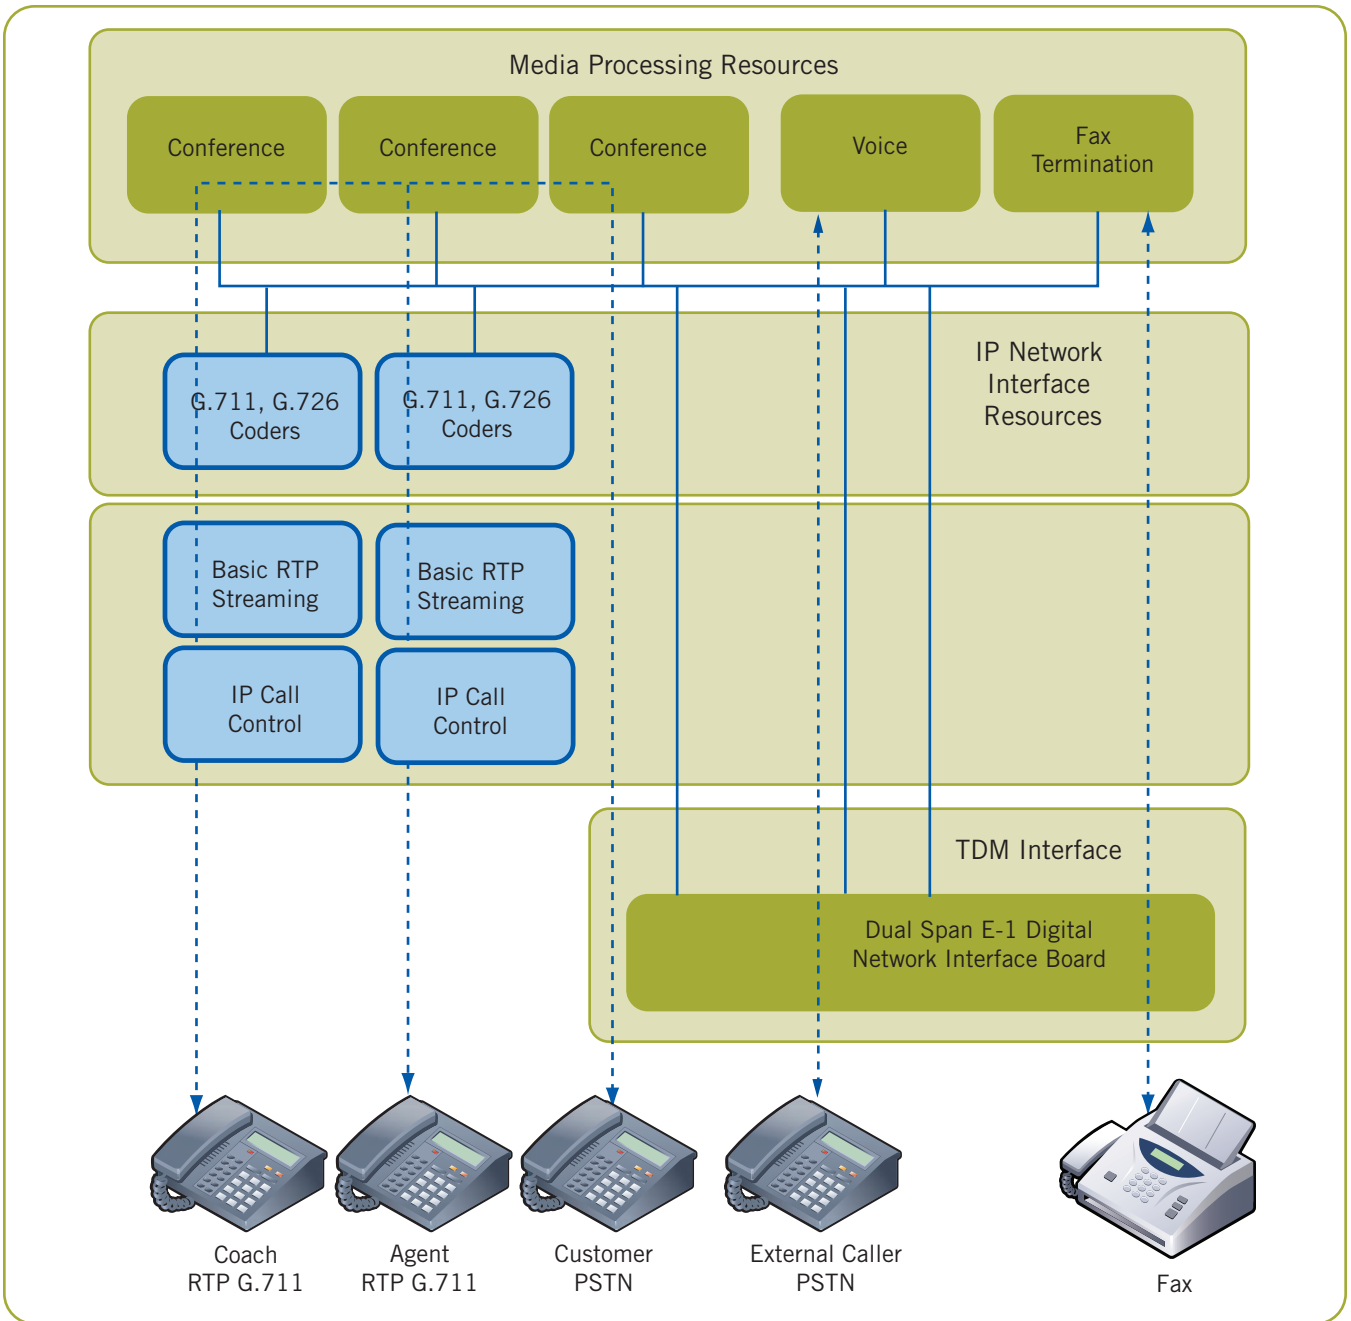 Media Processing Resources
Conference
Conference
Conference
Voice
Fax
Termination
IP Network
Interface
Resources
G.711, G.726
Coders
G.711, G.726
Coders
Basic RTP
Streaming
Basic RTP
Streaming
IP Call
Control
IP Call
Control
TDM Interface
Dual Span E-1 Digital
Network Interface Board
Coach
RTP G.711
Agent
RTP G.711
Customer
PSTN
External Caller
PSTN
Fax